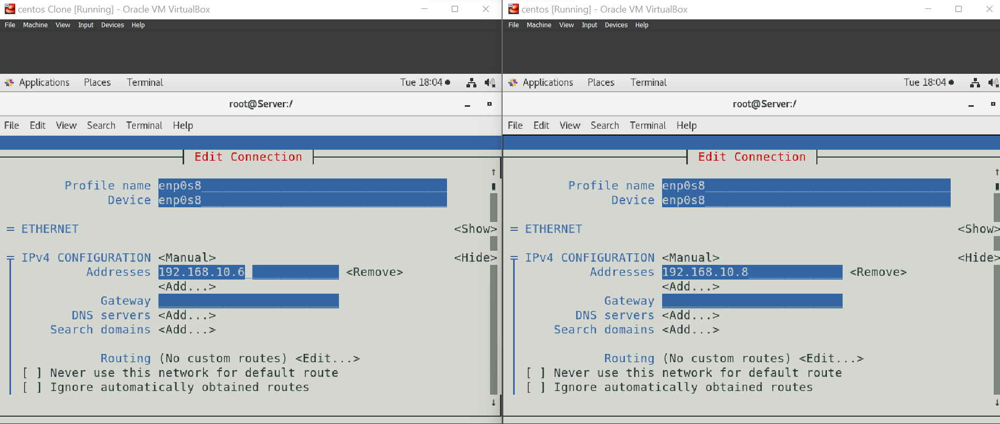 centos Clone [Running] - Oracle VM VirtualBox
File Machine View Input Devices Help
Applications Places Terminal Tue 18:04
root@Server:/
File Edit View Search Terminal Help
Edit Connection
Profile name enp0s8
Device enp0s8
= ETHERNET <Show>
IPv4 CONFIGURATION <Manual> <Hide>
Addresses 192.168.10.6 <Remove>
<Add...>
Gateway
DNS servers <Add...>
Search domains <Add...>
Routing (No custom routes) <Edit...>
[ ] Never use this network for default route
[ ] Ignore automatically obtained routes
centos [Running] - Oracle VM VirtualBox
File Machine View Input Devices Help
Applications Places Terminal Tue 18:04
root@Server:/
File Edit View Search Terminal Help
Edit Connection
Profile name enp0s8
Device enp0s8
= ETHERNET <Show>
IPv4 CONFIGURATION <Manual> <Hide>
Addresses 192.168.10.8 <Remove>
<Add...>
Gateway
DNS servers <Add...>
Search domains <Add...>
Routing (No custom routes) <Edit...>
[ ] Never use this network for default route
[ ] Ignore automatically obtained routes